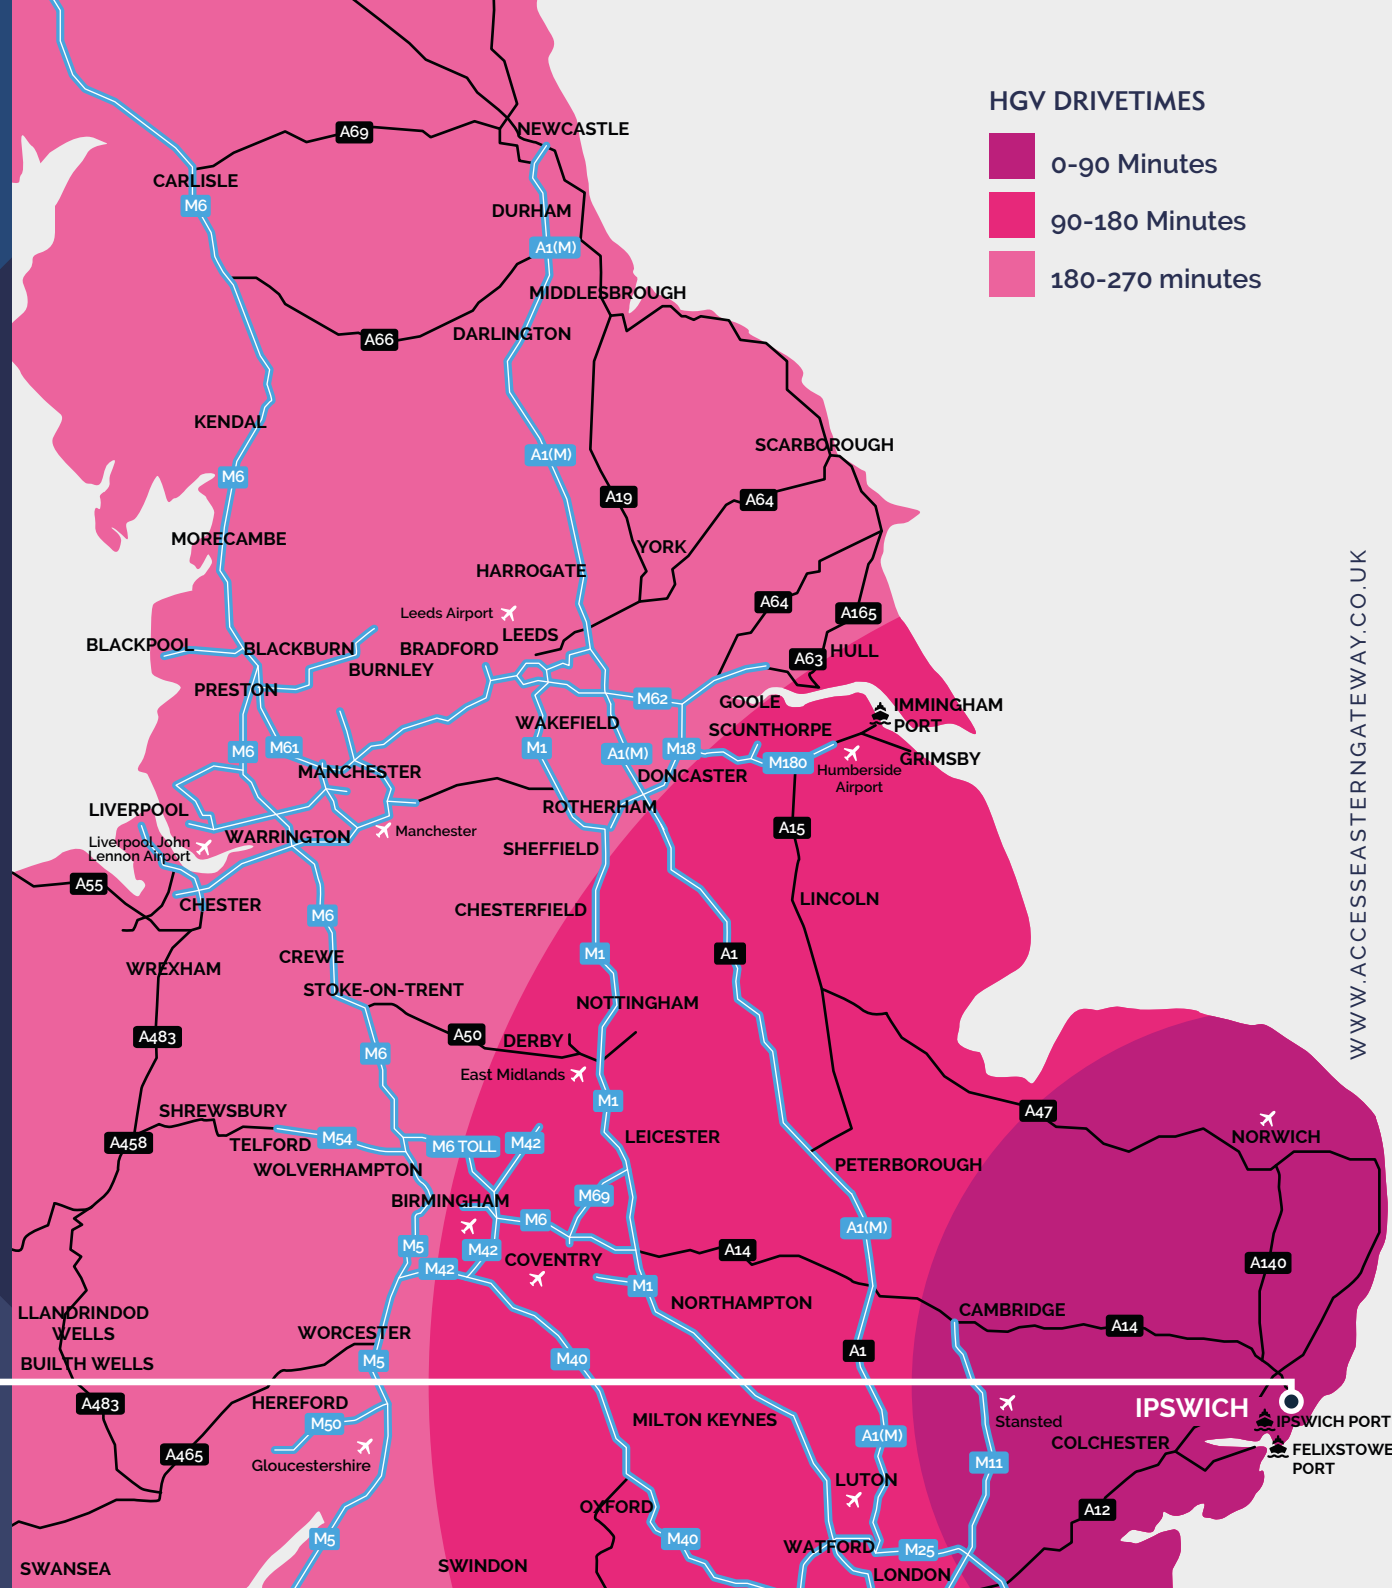 HGV DRIVETIMES
0-90 Minutes
90-180 Minutes
180-270 minutes
WWW.ACCESSEASTERNGATEWAY.CO.UK
NEWCASTLE
A69
CARLISLE
M6
DURHAM
A1(M)
MIDDLESBROUGH
DARLINGTON
A66
KENDAL
SCARBOROUGH
A1(M)
M6
A19
A64
MORECAMBE
YORK
HARROGATE
A64
A165
Leeds Airport
LEEDS
BLACKPOOL
BLACKBURN
BRADFORD
HULL
A63
BURNLEY
PRESTON
M62
GOOLE
IMMINGHAM
PORT
WAKEFIELD
SCUNTHORPE
M6
M61
M1
A1(M)
M18
M180
GRIMSBY
MANCHESTER
DONCASTER
Humberside
Airport
LIVERPOOL
ROTHERHAM
WARRINGTON
Manchester
A15
Liverpool John
Lennon Airport
SHEFFIELD
A55
CHESTER
CHESTERFIELD
LINCOLN
M6
CREWE
M1
A1
WREXHAM
STOKE-ON-TRENT
NOTTINGHAM
A483
A50
DERBY
M6
East Midlands
M1
SHREWSBURY
A47
A458
TELFORD
M54
M6 TOLL
M42
LEICESTER
NORWICH
WOLVERHAMPTON
PETERBOROUGH
BIRMINGHAM
M69
M6
A1(M)
M5
M42
A14
M42
COVENTRY
A140
M1
LLANDRINDOD
WELLS
NORTHAMPTON
CAMBRIDGE
WORCESTER
A14
BUILTH WELLS
M5
M40
A1
A483
HEREFORD
IPSWICH
M50
MILTON KEYNES
Stansted
IPSWICH PORT
A465
A1(M)
COLCHESTER
FELIXSTOWE
PORT
Gloucestershire
M11
LUTON
OXFORD
A12
M5
M40
WATFORD
M25
SWANSEA
SWINDON
LONDON